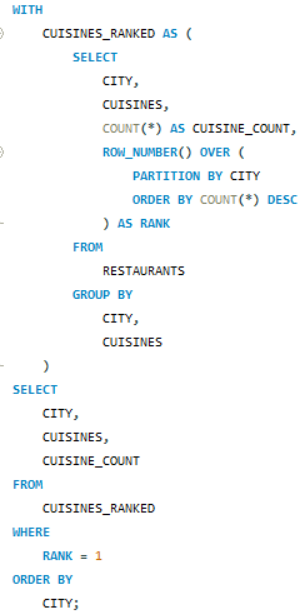 WITH
CUISINES_RANKED AS (
SELECT
CITY,
CUISINES,
COUNT(*) AS CUISINE_COUNT,
ROW_NUMBER() OVER (
PARTITION BY CITY
ORDER BY COUNT(*) DESC
) AS RANK
FROM
RESTAURANTS
GROUP BY
CITY,
CUISINES
)
SELECT
CITY,
CUISINES,
CUISINE_COUNT
FROM
CUISINES_RANKED
WHERE
RANK = 1
ORDER BY
CITY;